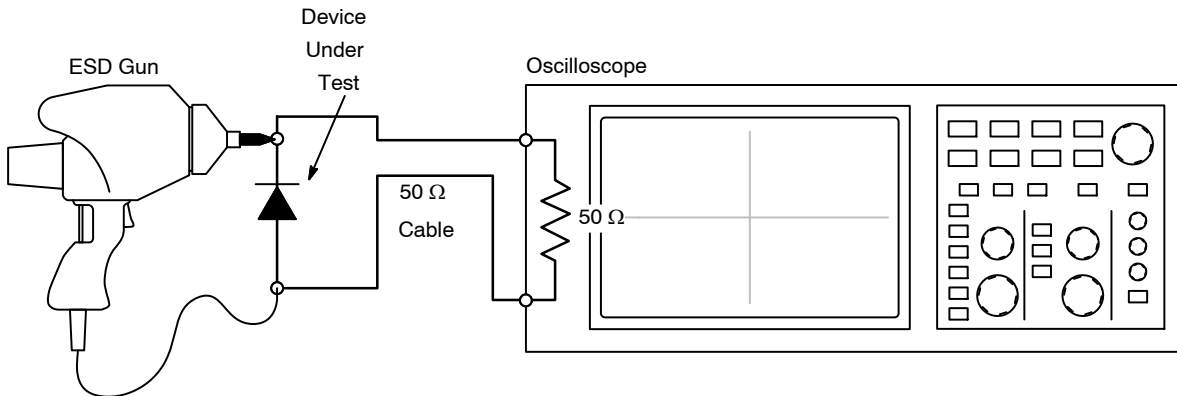 Device
Under
Test
ESD Gun
Oscilloscope
50 Ω
Cable
50 Ω